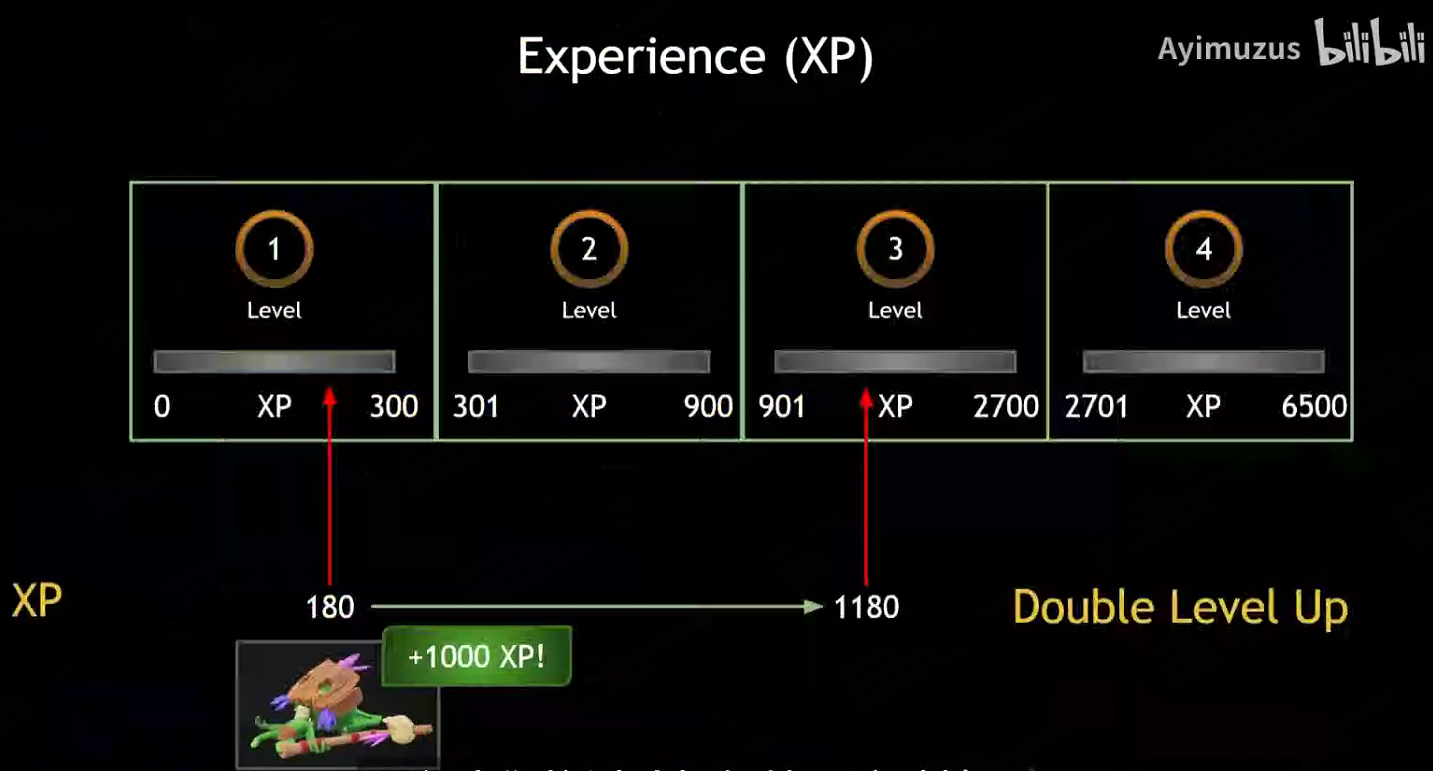 Experience (XP)
Ayimuzus bilibili
1 2 3 4
Level Level Level Level
0 XP 300 301 XP 900 901 XP 2700 2701 XP 6500
XP 180 1180 Double Level Up
+1000 XP!